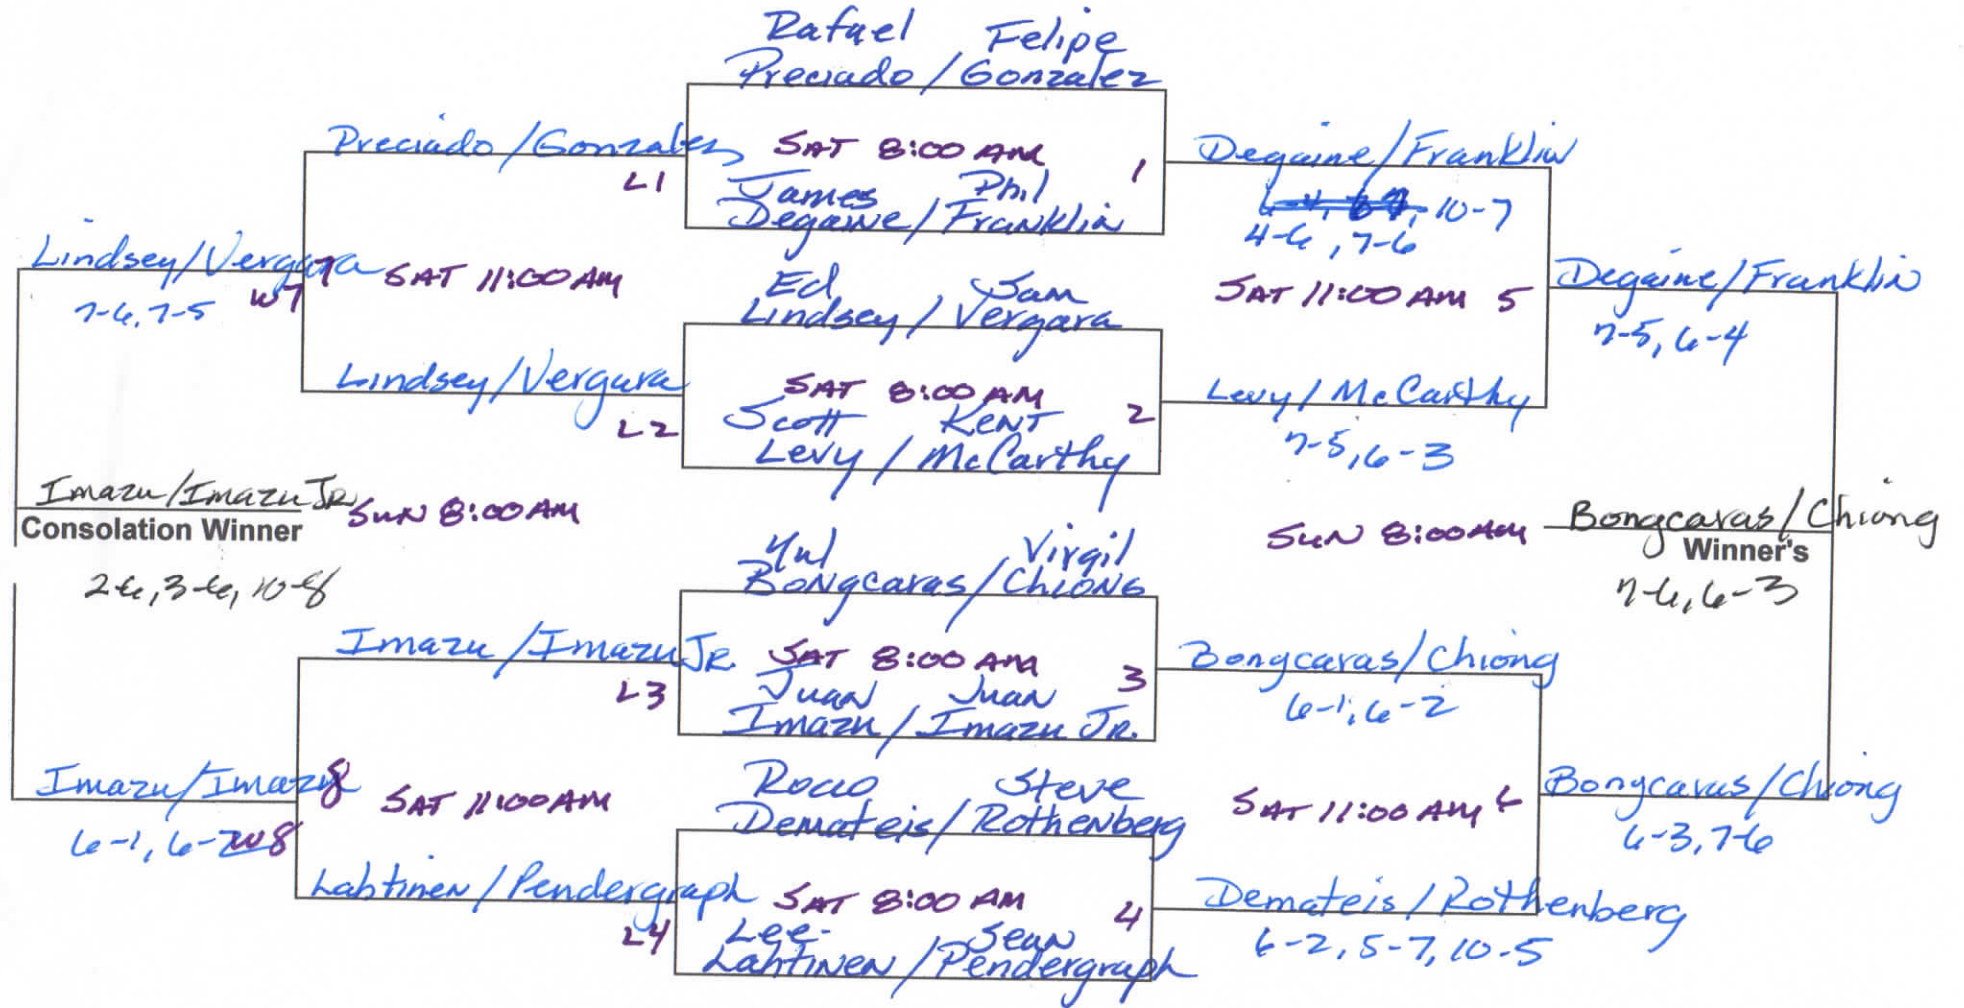 Rafael Felipe
Preciado / Gonzalez
Preciado / Gonzales
SAT 8:00 AM
1
Degaine / Franklin
L1
James Phil
Degaine / Franklin
10-7
4-6, 7-6
Lindsey / Vergara
7
W7
SAT 11:00 AM
7-6, 7-5
Ed Sam
Lindsey / Vergara
SAT 11:00 AM 5
Degaine / Franklin
7-5, 6-4
Lindsey / Vergara
L2
SAT 8:00 AM
2
Scott Kent
Levy / McCarthy
Levy / McCarthy
7-5, 6-3
Imazu / Imazu JR
Consolation Winner
SUN 8:00 AM
2-6, 3-6, 10-8
SUN 8:00 AM
Bongcaras / Chiong
Winner's
7-6, 6-3
Yul Virgil
Bongcaras / Chiong
Imazu / Imazu JR.
L3
SAT 8:00 AM
3
Juan Juan
Imazu / Imazu JR.
Bongcaras / Chiong
6-1, 6-2
Imazu / Imazu
8
W8
SAT 11:00 AM
6-1, 6-2
Rocco Steve
Demateis / Rothenberg
SAT 11:00 AM 6
Bongcaras / Chiong
6-3, 7-6
Lahtinen / Pendergraph
L4
SAT 8:00 AM
4
Lee Sean
Lahtinen / Pendergraph
Demateis / Rothenberg
6-2, 5-7, 10-5